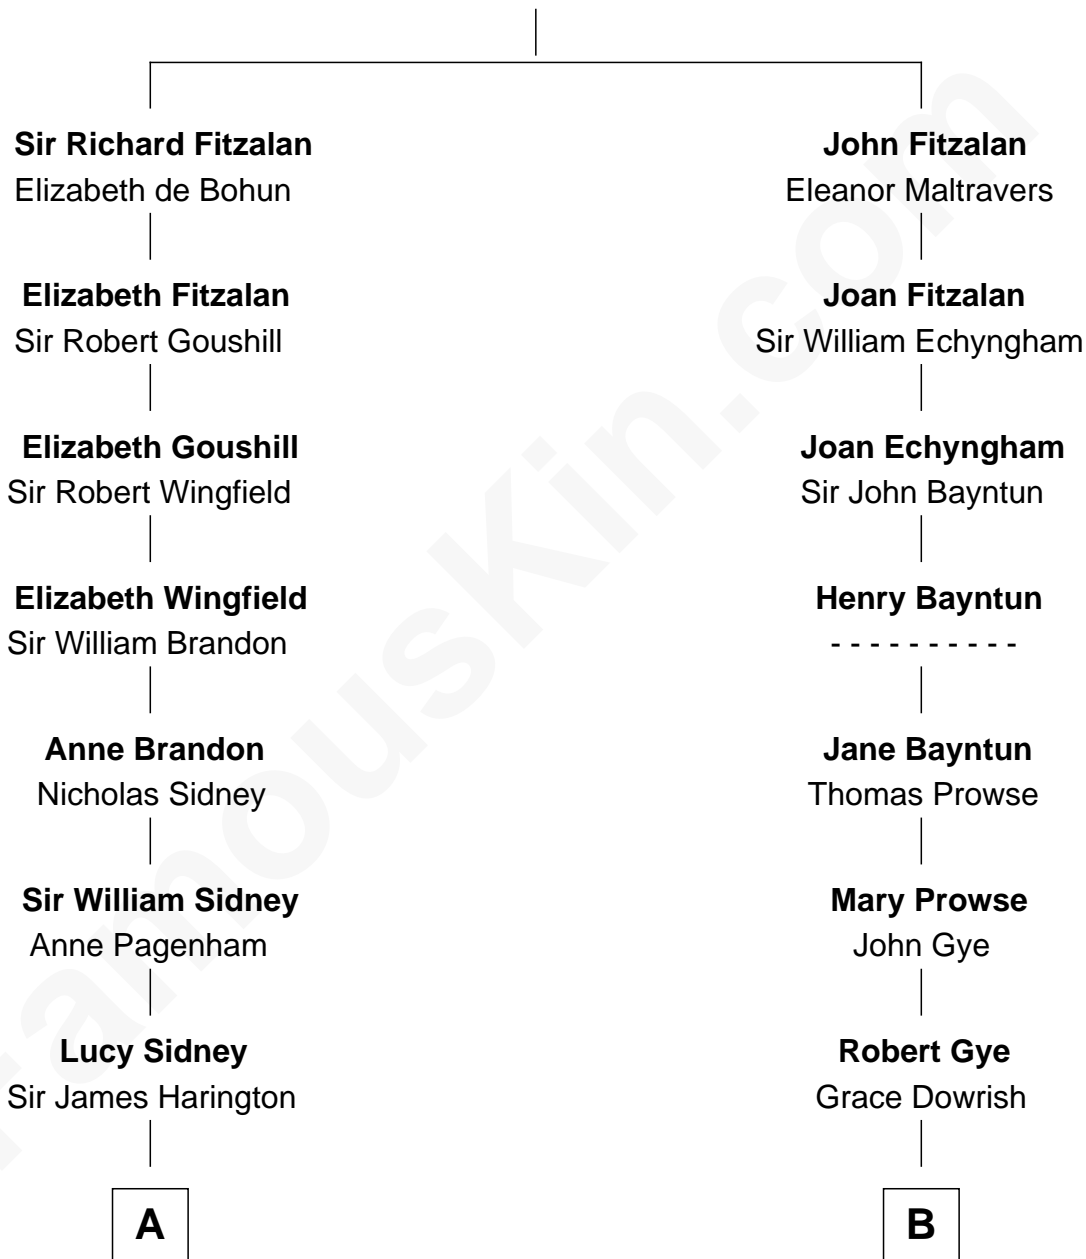 Sir Richard Fitzalan
Elizabeth de Bohun
Elizabeth Fitzalan
Sir Robert Goushill
Elizabeth Goushill
Sir Robert Wingfield
Elizabeth Wingfield
Sir William Brandon
Anne Brandon
Nicholas Sidney
Sir William Sidney
Anne Pagenham
Lucy Sidney
Sir James Harington
A
John Fitzalan
Eleanor Maltravers
Joan Fitzalan
Sir William Echyngham
Joan Echyngham
Sir John Bayntun
Henry Bayntun
- - - - - - - - - -
Jane Bayntun
Thomas Prowse
Mary Prowse
John Gye
Robert Gye
Grace Dowrish
B
FamousKin.com